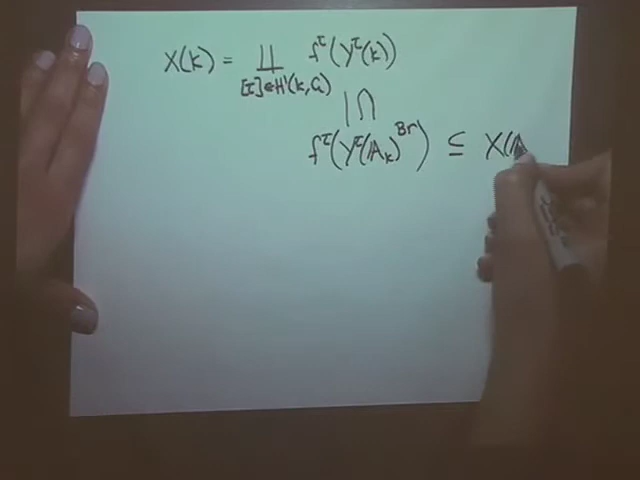 X(k) = ∐ f^τ(Y^τ(k))
[τ]∈H¹(k,G)
|∩
f^τ(Y^τ(𝔸_k)^Br) ⊆ X(𝔸